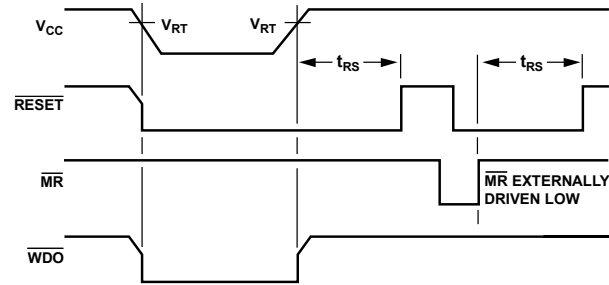 VCC
VRT
VRT
tRS
tRS
RESET
MR
MR EXTERNALLY
DRIVEN LOW
WDO